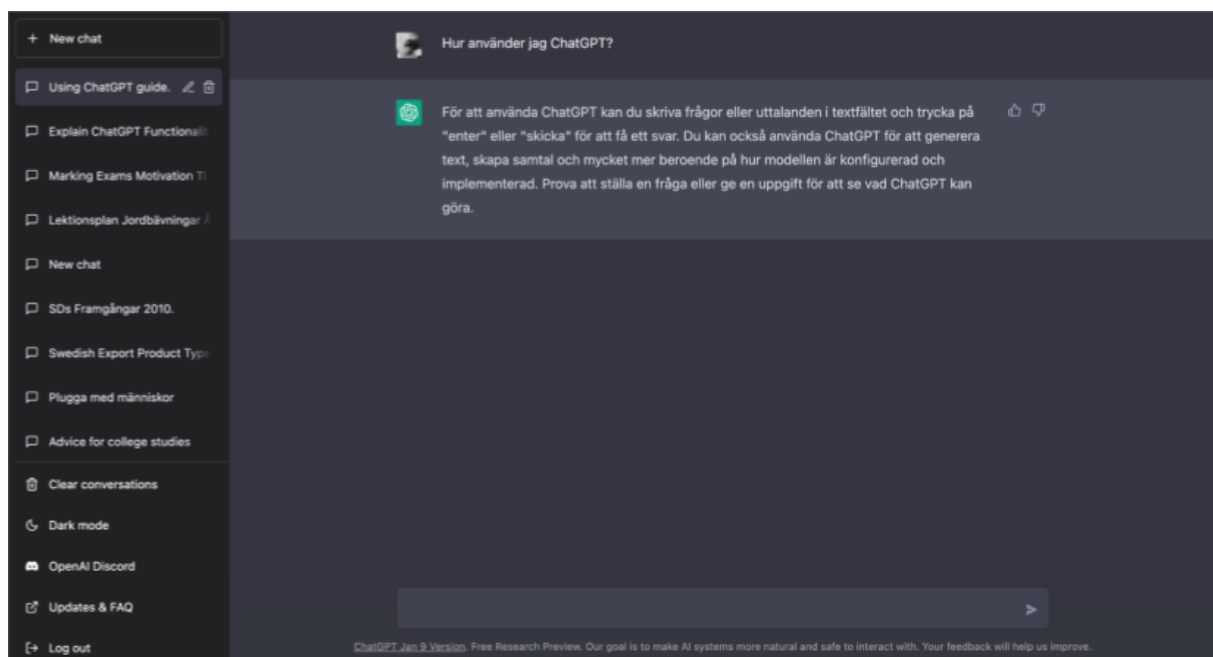 New chat
Using ChatGPT guide.
Explain ChatGPT
Marking Exams Motivation
Lektionsplan Jordbävningar
New chat
SDs Framgångar 2010.
Swedish Export Product
Plugga med människor
Advice for college studies
Clear conversations
Dark mode
OpenAI Discord
Updates & FAQ
Log out
Hur använder jag ChatGPT?
För att använda ChatGPT kan du skriva frågor eller uttalanden i textfältet och trycka på
"enter" eller "skicka" för att få ett svar. Du kan också använda ChatGPT för att generera
text, skapa samtal och mycket mer beroende på hur modellen är konfigurerad och
implementerad. Prova att ställa en fråga eller ge en uppgift för att se vad ChatGPT kan
göra.
ChatGPT Jan 9 Version. Free Research Preview. Our goal is to make AI systems more natural and safe to interact with. Your feedback will help us improve.